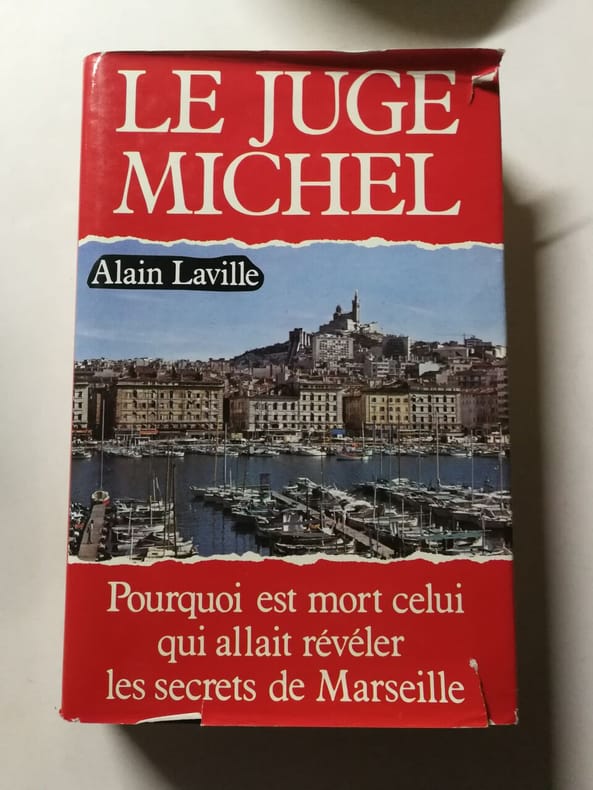 LE JUGE
MICHEL
Alain Laville
Pourquoi est mort celui
qui allait révéler
les secrets de Marseille